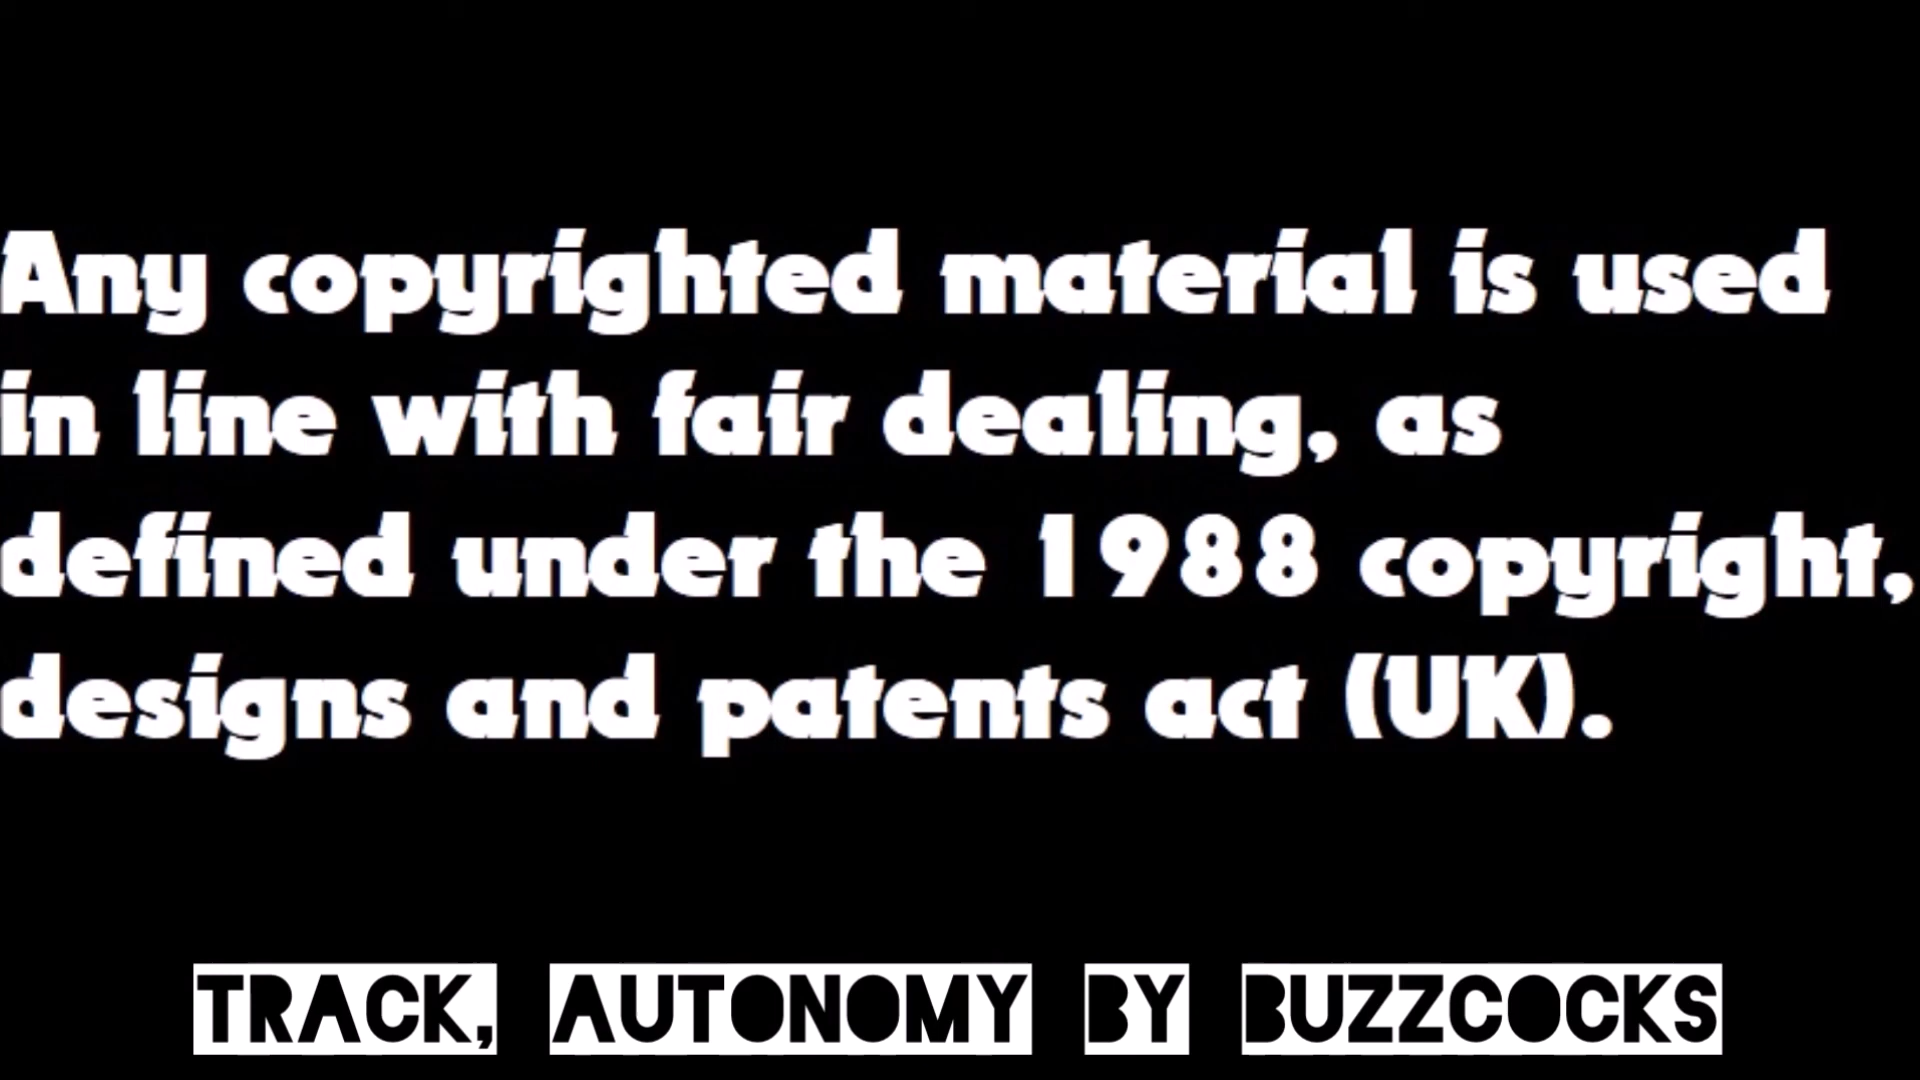 Any copyrighted material is used
in line with fair dealing, as
defined under the 1988 copyright,
designs and patents act (UK).
TRACK, AUTONOMY BY BUZZCOCKS